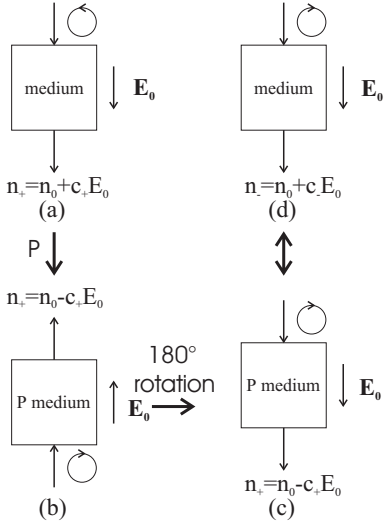 medium
E₀
n₊=n₀+c₊E₀
(a)
medium
E₀
n₋=n₀+c₋E₀
(d)
P
n₊=n₀-c₊E₀
P medium
E₀
(b)
180°
rotation
P medium
E₀
n₊=n₀-c₊E₀
(c)